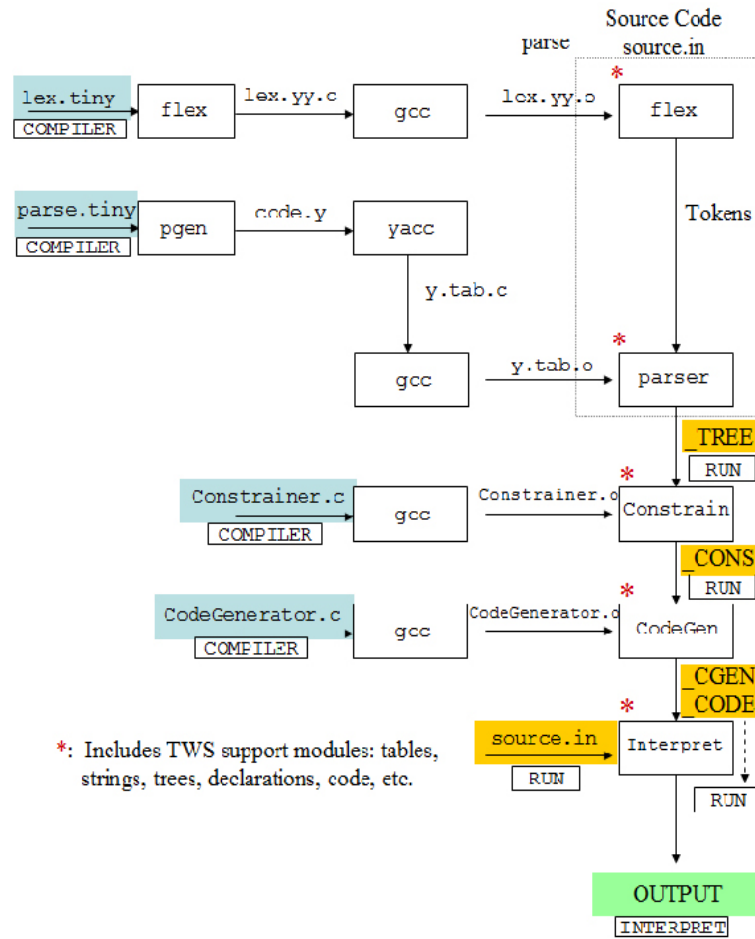 Source Code
parse
source.in
*
lex.tiny
COMPILER
flex
lex.yy.c
gcc
lex.yy.o
flex
Tokens
parse.tiny
COMPILER
pgen
code.y
yacc
y.tab.c
*
gcc
y.tab.o
parser
_TREE
RUN
*
Constrainer.c
COMPILER
gcc
Constrainer.o
Constrain
_CONS
RUN
*
CodeGenerator.c
COMPILER
gcc
CodeGenerator.o
CodeGen
_CGEN
_CODE
*
source.in
RUN
Interpret
RUN
*: Includes TWS support modules: tables,
strings, trees, declarations, code, etc.
OUTPUT
INTERPRET